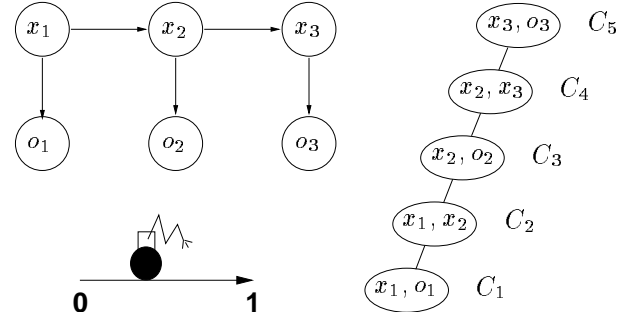 x₁ x₂ x₃
o₁ o₂ o₃
0 1
x₃, o₃ C₅
x₂, x₃ C₄
x₂, o₂ C₃
x₁, x₂ C₂
x₁, o₁ C₁